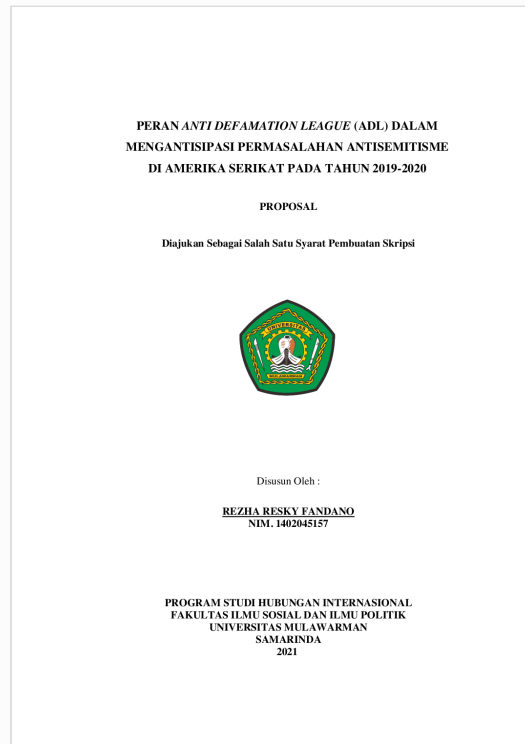 PERAN ANTI DEFAMATION LEAGUE (ADL) DALAM
MENGANTISIPASI PERMASALAHAN ANTISEMITISME
DI AMERIKA SERIKAT PADA TAHUN 2019-2020
PROPOSAL
Diajukan Sebagai Salah Satu Syarat Pembuatan Skripsi
UNIVERSITAS
MULAWARMAN
Disusun Oleh :
REZHA RESKY FANDANO
NIM. 1402045157
PROGRAM STUDI HUBUNGAN INTERNASIONAL
FAKULTAS ILMU SOSIAL DAN ILMU POLITIK
UNIVERSITAS MULAWARMAN
SAMARINDA
2021